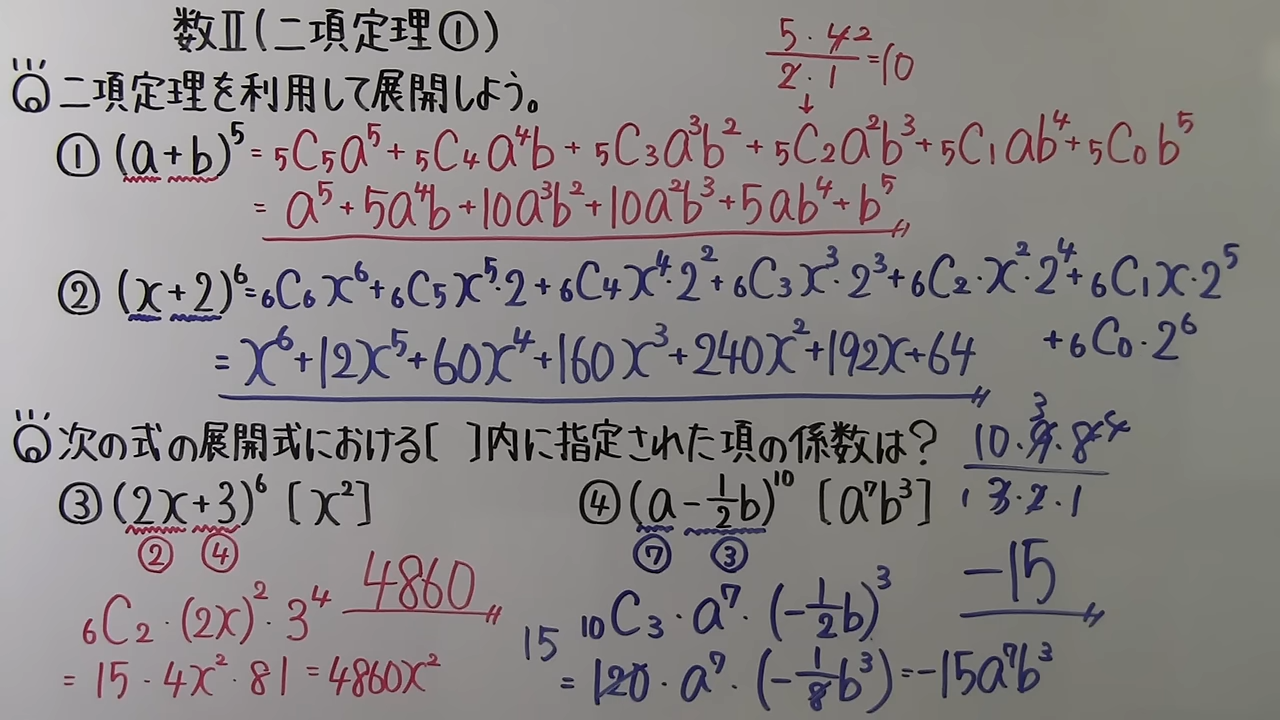 数Ⅱ(二項定理①)
5・4² / 2・1 = 10
↓
Q 二項定理を利用して展開しよう。
① (a+b)⁵ = ₅C₅a⁵ + ₅C₄a⁴b + ₅C₃a³b² + ₅C₂a²b³ + ₅C₁ab⁴ + ₅C₀b⁵
= a⁵+5a⁴b+10a³b²+10a²b³+5ab⁴+b⁵
② (x+2)⁶ = ₆C₆x⁶ + ₆C₅x⁵・2 + ₆C₄x⁴・2² + ₆C₃x³・2³ + ₆C₂・x²・2⁴ + ₆C₁x・2⁵
+ ₆C₀・2⁶
= x⁶+12x⁵+60x⁴+160x³+240x²+192x+64
Q 次の式の展開式における[ ]内に指定された項の係数は?
10・9³・8⁴ ⁴ / 1 3・2・1
③ (2x+3)⁶ [x²]
② ④
4860
₆C₂・(2x)²・3⁴
= 15・4x²・81 = 4860x²
④ (a-1/2b)¹⁰ [a⁷b³]
⑦ ③
-15
₁₀C₃・a⁷・(-1/2b)³
15
= 120・a⁷・(-1/8b³) = -15a⁷b³